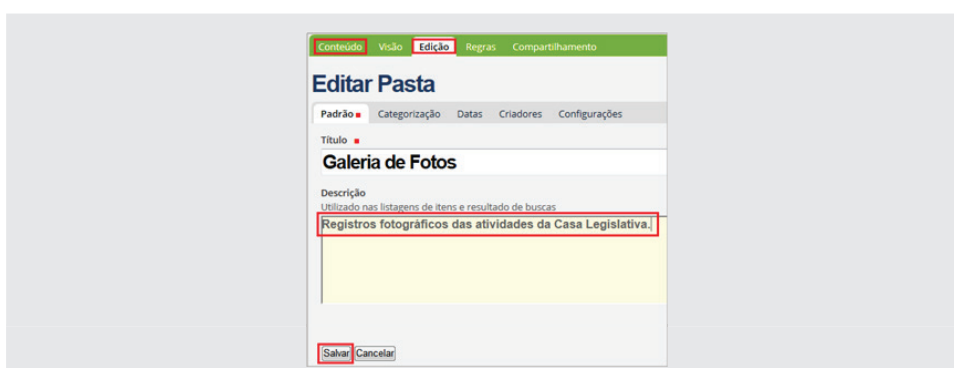 Conteúdo Visão Edição Regras Compartilhamento
Editar Pasta
Padrão Categorização Datas Criadores Configurações
Título
Galeria de Fotos
Descrição
Utilizado nas listagens de itens e resultado de buscas
Registros fotográficos das atividades da Casa Legislativa.
Salvar Cancelar